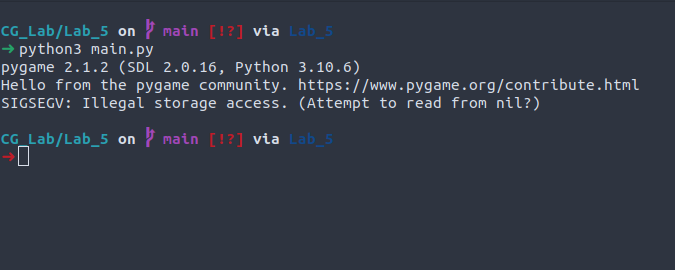 CG_Lab/Lab_5 on main [!?] via Lab_5
➜ python3 main.py
pygame 2.1.2 (SDL 2.0.16, Python 3.10.6)
Hello from the pygame community. https://www.pygame.org/contribute.html
SIGSEGV: Illegal storage access. (Attempt to read from nil?)
CG_Lab/Lab_5 on main [!?] via Lab_5
➜